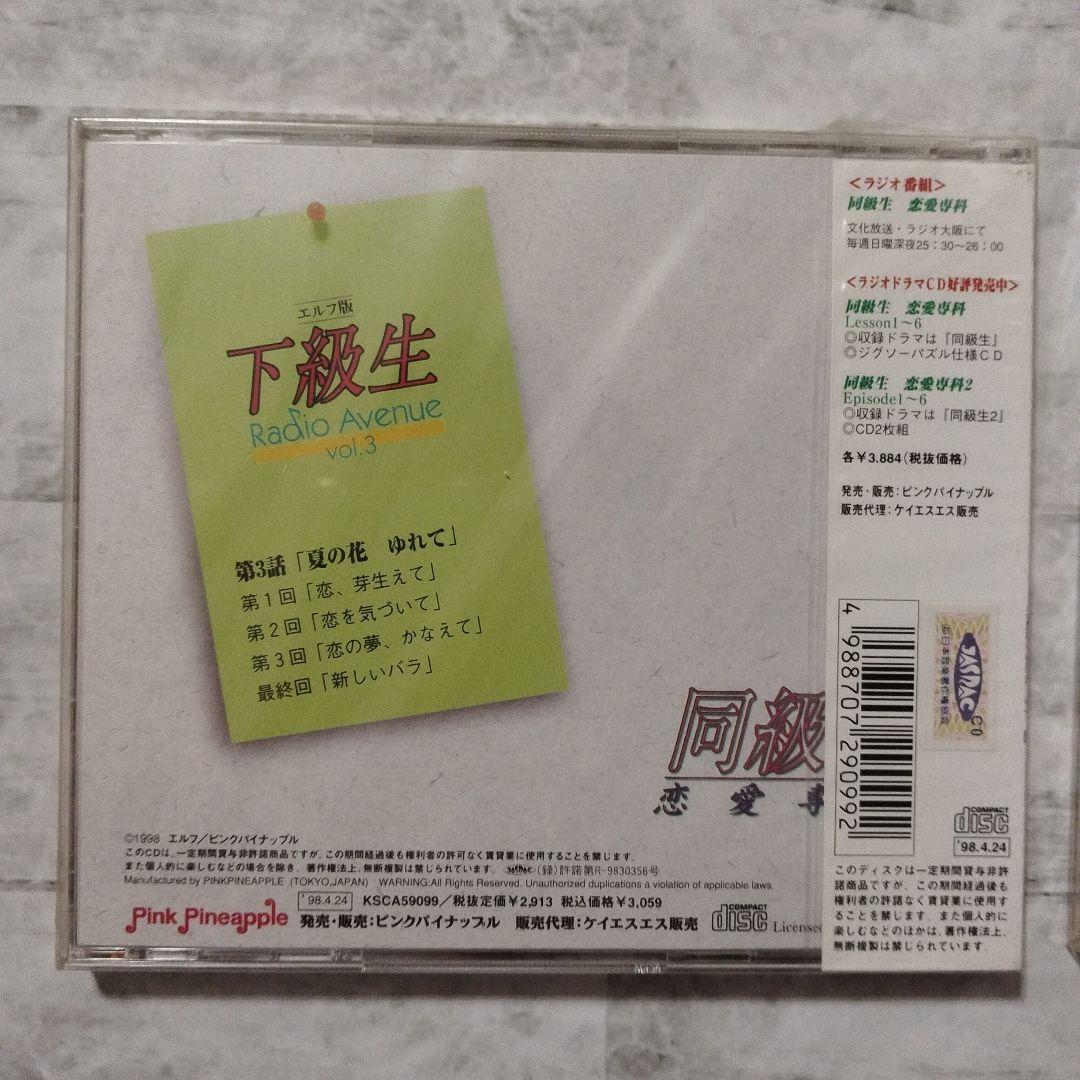 エルフ版
下級生
Radio Avenue
vol.3
第3話「夏の花 ゆれて」
第1回「恋、芽生えて」
第2回「恋を気づいて」
第3回「恋の夢、かなえて」
最終回「新しいバラ」
同級
恋愛専
©1998 エルフ/ピンクパイナップル
このCDは、一定期間貸与非許諾商品ですが、この期間経過後も権利者の許可なく賃貸業に使用することを禁じます。
また個人的に楽しむなどの場合を除き、著作権法上、無断複製は禁じられています。 JASRAC (録)許諾第R-9830356号
Manufactured by PINKPINEAPPLE (TOKYO,JAPAN) WARNING:All Rights Reserved. Unauthorized duplications a violation of applicable laws.
Pink Pineapple
'98.4.24 KSCA59099/税抜定価¥2,913 税込価格¥3,059
発売・販売:ピンクパイナップル 販売代理:ケイエスエス販売
COMPACT disc
Licensed
<ラジオ番組>
同級生 恋愛専科
文化放送・ラジオ大阪にて
毎週日曜深夜25:30〜26:00
<ラジオドラマCD好評発売中>
同級生 恋愛専科
Lesson1〜6
◎収録ドラマは『同級生』
◎ジグソーパズル仕様CD
同級生 恋愛専科2
Episode1〜6
◎収録ドラマは『同級生2』
◎CD2枚組
各¥3.884(税抜価格)
発売・販売:ピンクパイナップル
販売代理:ケイエスエス販売
4 988707 290992
JASRAC
CO
COMPACT disc
'98.4.24
このディスクは一定期間貸与非許
諾商品ですが、この期間経過後も
権利者の許諾なく賃貸業に使用す
ることを禁じます。また個人的に
楽しむなどのほかは、著作権法上、
無断複製は禁じられています。